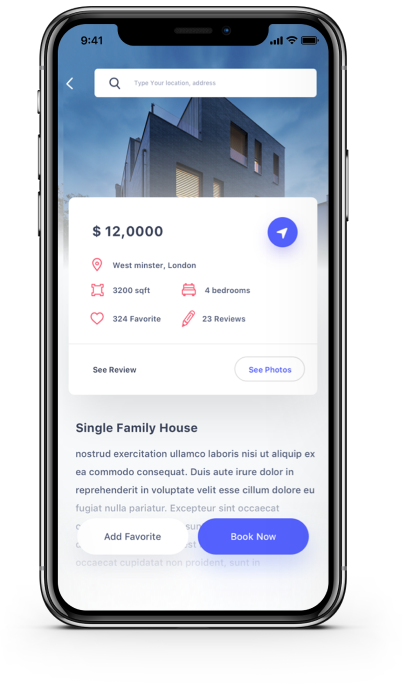 9:41
Type Your location, address
$ 12,0000
West minster, London
3200 sqft
4 bedrooms
324 Favorite
23 Reviews
See Review
See Photos
Single Family House
nostrud exercitation ullamco laboris nisi ut aliquip ex
ea commodo consequat. Duis aute irure dolor in
reprehenderit in voluptate velit esse cillum dolore eu
fugiat nulla pariatur. Excepteur sint occaecat
Add Favorite
Book Now
occaecat cupidatat non proident, sunt in